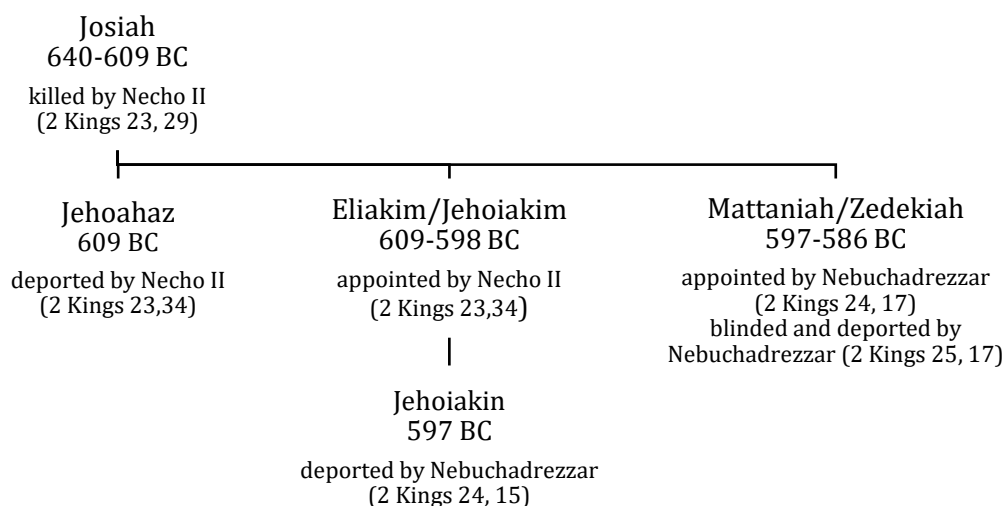 Josiah
640-609 BC
killed by Necho II
(2 Kings 23, 29)
Jehoahaz
609 BC
deported by Necho II
(2 Kings 23,34)
Eliakim/Jehoiakim
609-598 BC
appointed by Necho II
(2 Kings 23,34)
Mattaniah/Zedekiah
597-586 BC
appointed by Nebuchadrezzar
(2 Kings 24, 17)
blinded and deported by
Nebuchadrezzar (2 Kings 25, 17)
Jehoiakin
597 BC
deported by Nebuchadrezzar
(2 Kings 24, 15)